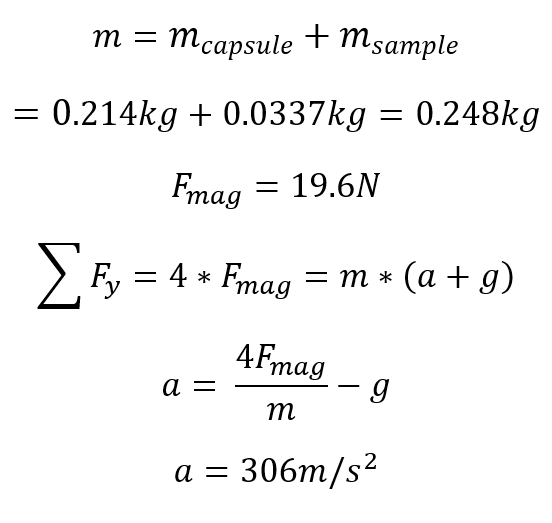 m = m_capsule + m_sample
= 0.214kg + 0.0337kg = 0.248kg
F_mag = 19.6N
∑ F_y = 4 * F_mag = m * (a + g)
a = 4F_mag / m − g
a = 306m/s²